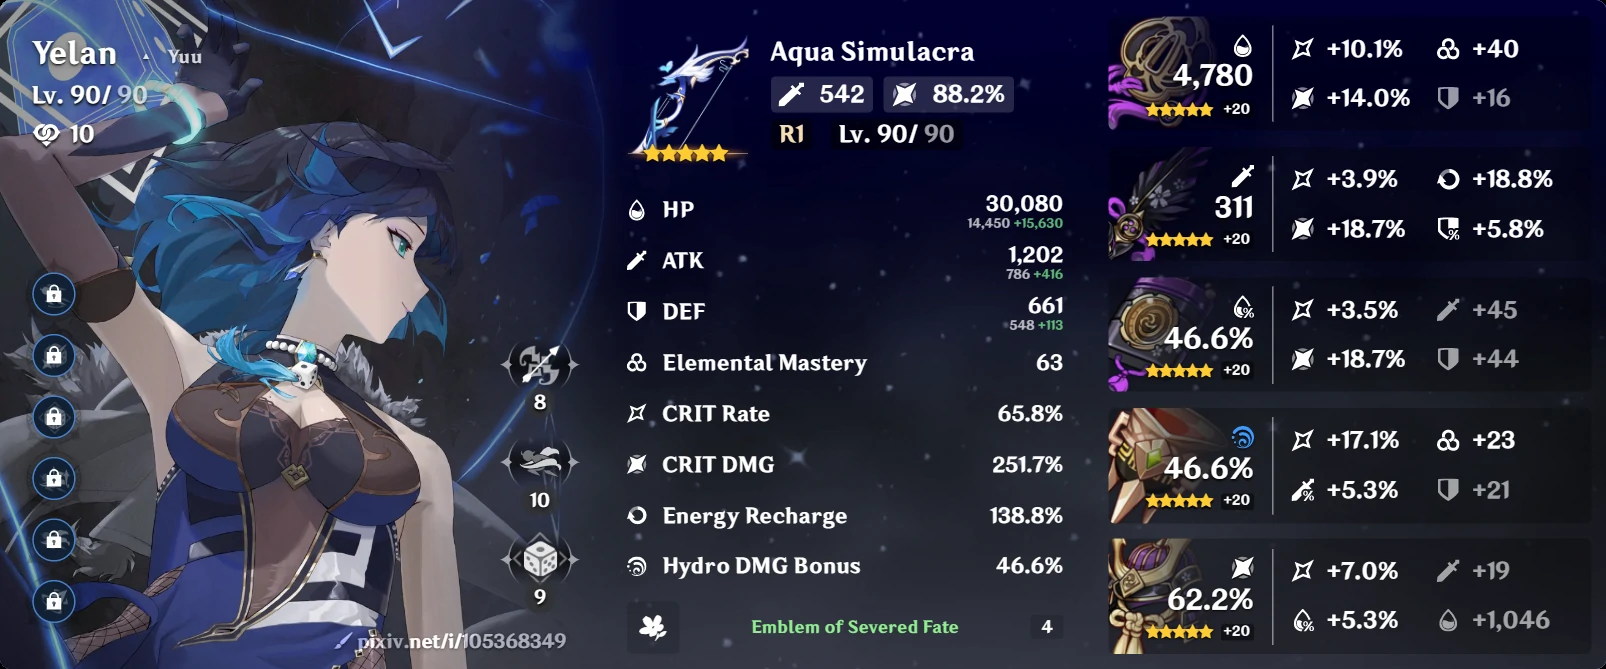 Yelan Yuu
Lv. 90/ 90
10
8
10
9
pixiv.net/i/105368349
Aqua Simulacra
542 88.2%
R1 Lv. 90/ 90
HP 30,080
14,450 +15,630
ATK 1,202
786 +416
DEF 661
548 +113
Elemental Mastery 63
CRIT Rate 65.8%
CRIT DMG 251.7%
Energy Recharge 138.8%
Hydro DMG Bonus 46.6%
Emblem of Severed Fate 4
4,780
+20
+10.1% +40
+14.0% +16
311
+20
+3.9% +18.8%
+18.7% +5.8%
46.6%
+20
+3.5% +45
+18.7% +44
46.6%
+20
+17.1% +23
+5.3% +21
62.2%
+20
+7.0% +19
+5.3% +1,046